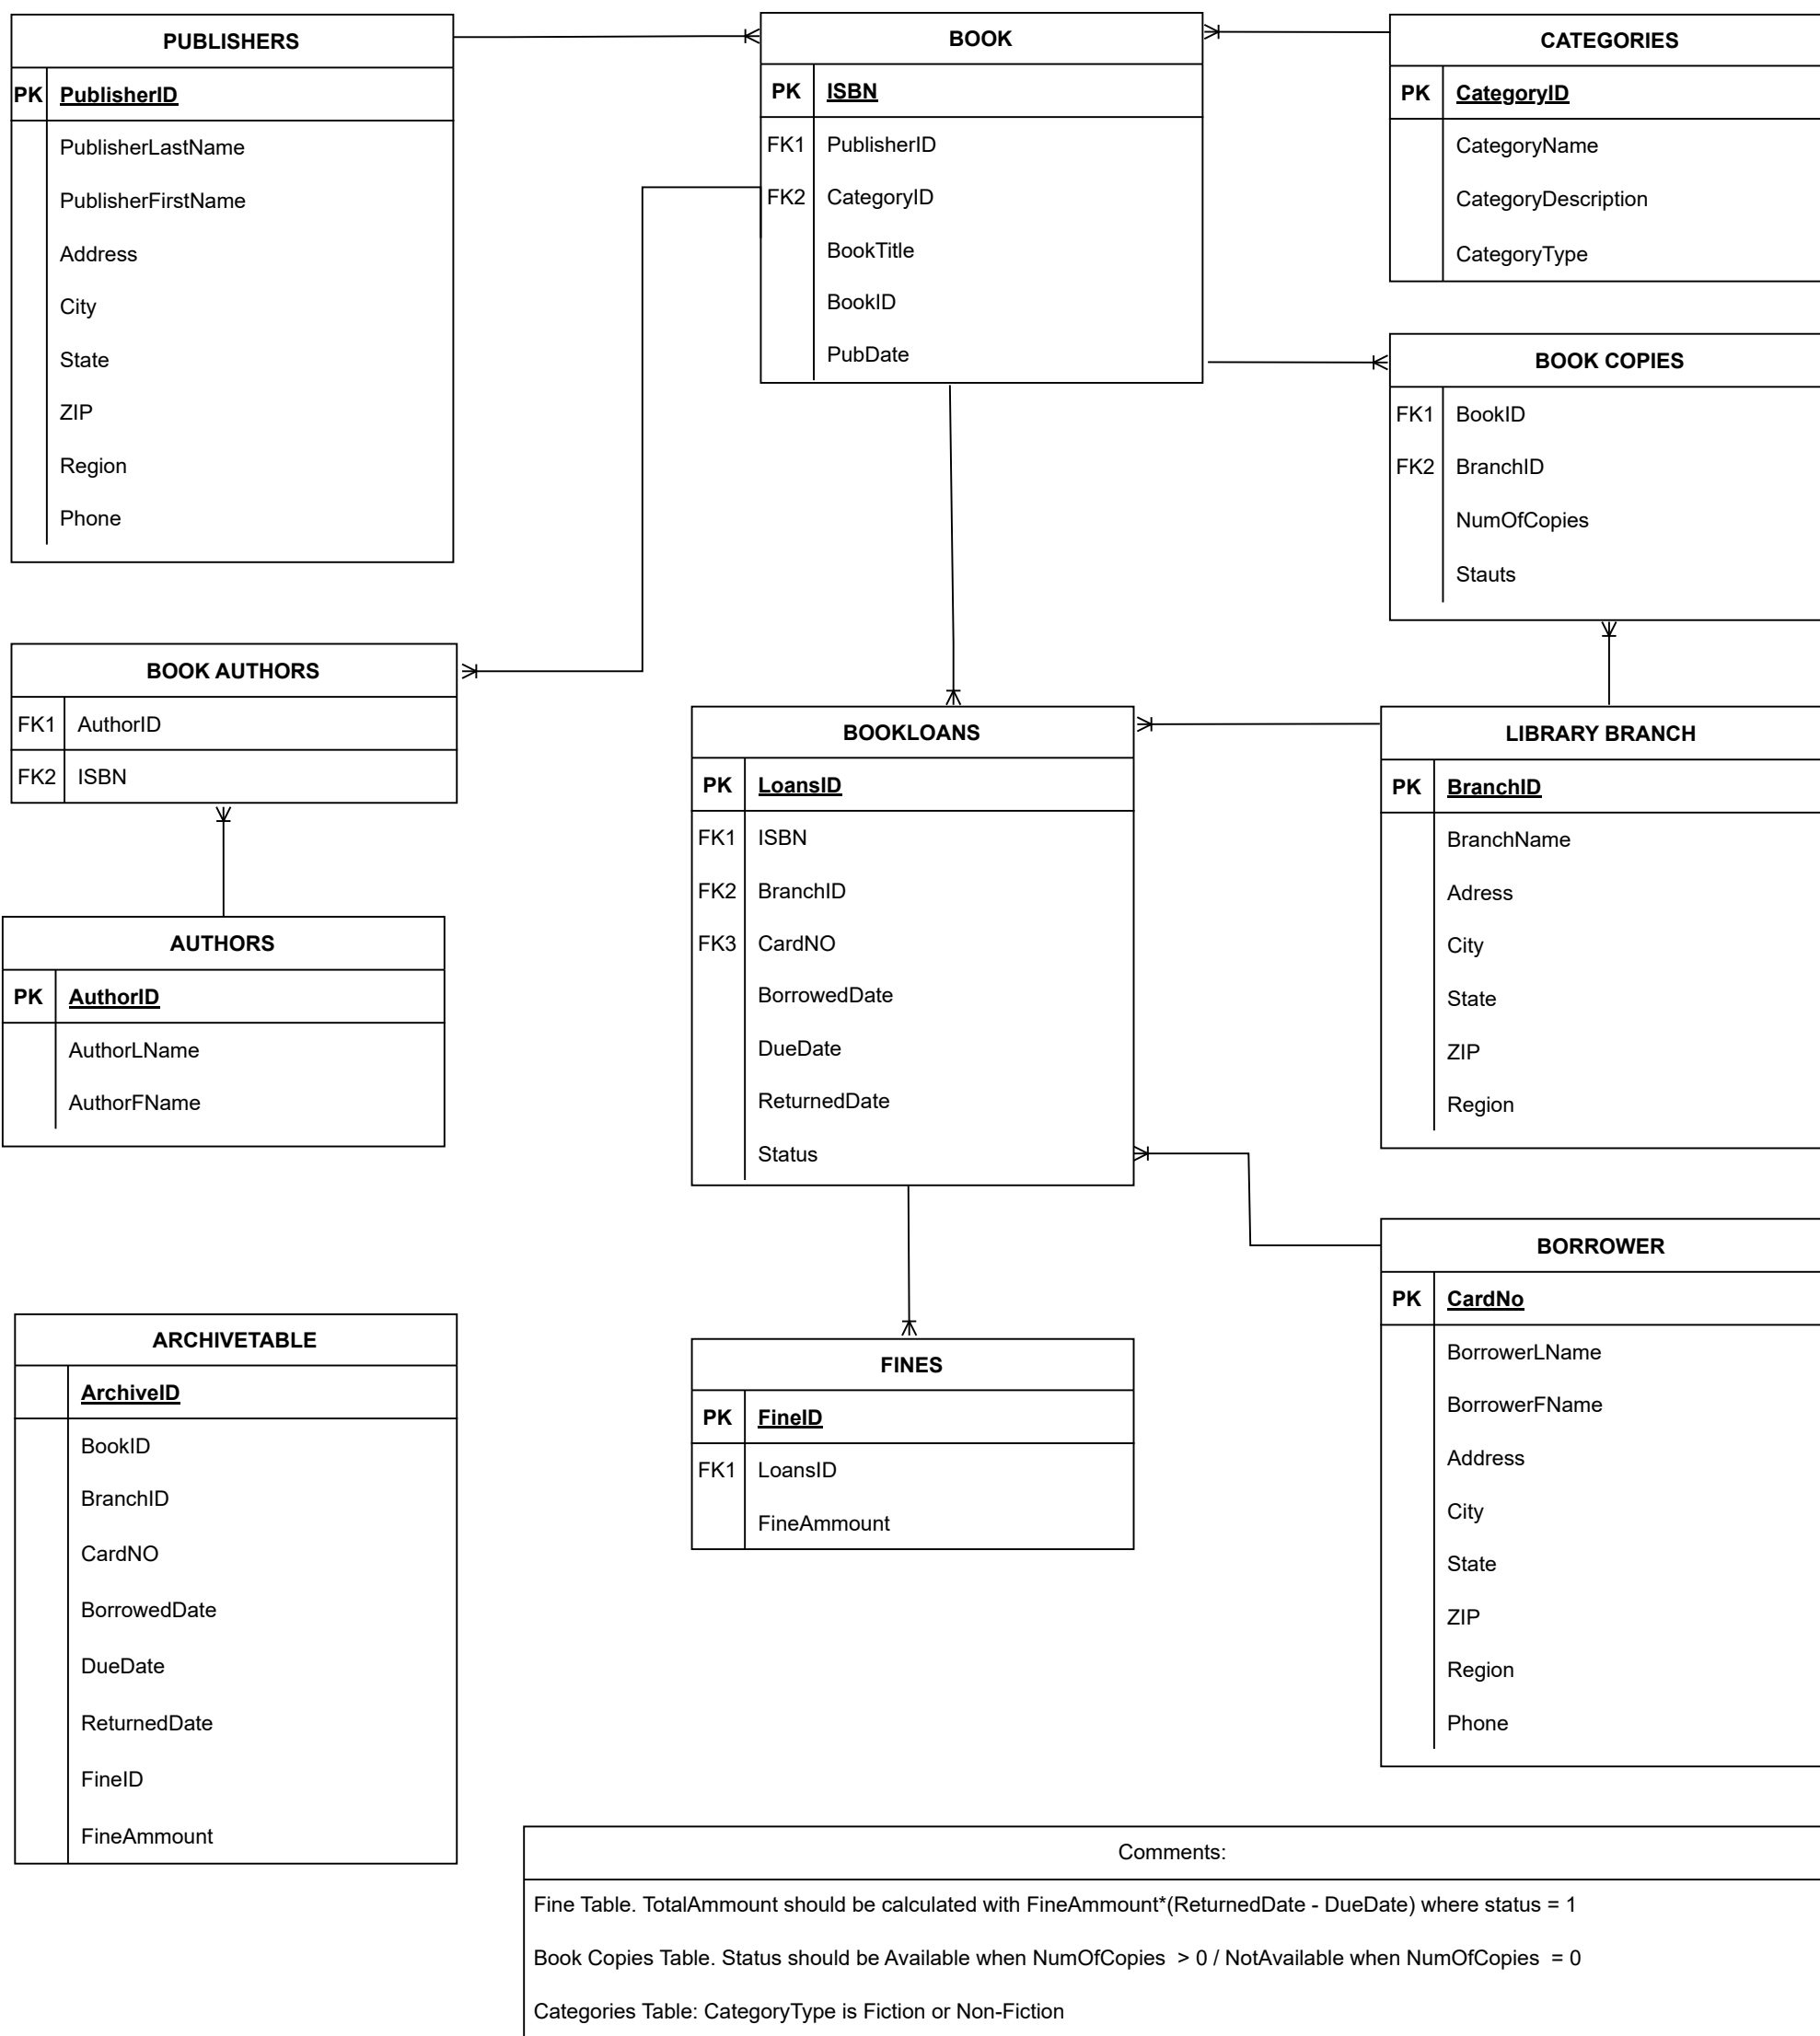 PUBLISHERS
PK PublisherID
PublisherLastName
PublisherFirstName
Address
City
State
ZIP
Region
Phone
BOOK
PK ISBN
FK1 PublisherID
FK2 CategoryID
BookTitle
BookID
PubDate
CATEGORIES
PK CategoryID
CategoryName
CategoryDescription
CategoryType
BOOK COPIES
FK1 BookID
FK2 BranchID
NumOfCopies
Stauts
BOOK AUTHORS
FK1 AuthorID
FK2 ISBN
BOOKLOANS
PK LoansID
FK1 ISBN
FK2 BranchID
FK3 CardNO
BorrowedDate
DueDate
ReturnedDate
Status
LIBRARY BRANCH
PK BranchID
BranchName
Adress
City
State
ZIP
Region
AUTHORS
PK AuthorID
AuthorLName
AuthorFName
BORROWER
PK CardNo
BorrowerLName
BorrowerFName
Address
City
State
ZIP
Region
Phone
ARCHIVETABLE
ArchiveID
BookID
BranchID
CardNO
BorrowedDate
DueDate
ReturnedDate
FineID
FineAmmount
FINES
PK FineID
FK1 LoansID
FineAmmount
Comments:
Fine Table. TotalAmmount should be calculated with FineAmmount*(ReturnedDate - DueDate) where status = 1
Book Copies Table. Status should be Available when NumOfCopies > 0 / NotAvailable when NumOfCopies = 0
Categories Table: CategoryType is Fiction or Non-Fiction